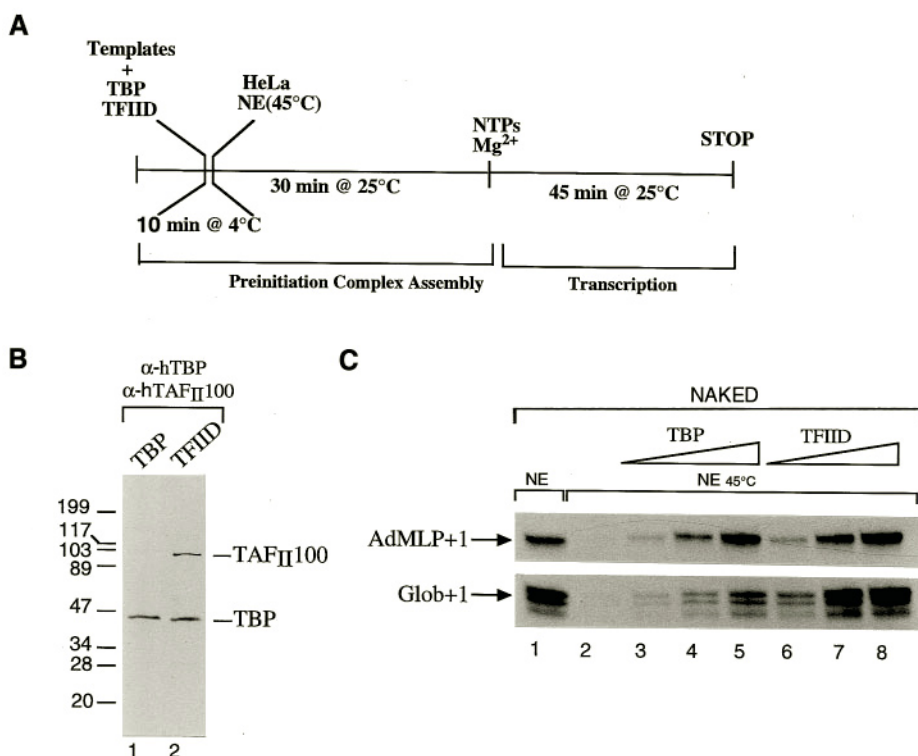 A
Templates
+
TBP
TFIID
HeLa
NE(45°C)
NTPs
Mg2+
STOP
30 min @ 25°C
45 min @ 25°C
10 min @ 4°C
Preinitiation Complex Assembly
Transcription
B
α-hTBP
α-hTAFII100
TBP
TFIID
199
117
103
89
47
34
28
20
TAFII100
TBP
1 2
C
NAKED
TBP TFIID
NE NE 45°C
AdMLP+1
Glob+1
1 2 3 4 5 6 7 8